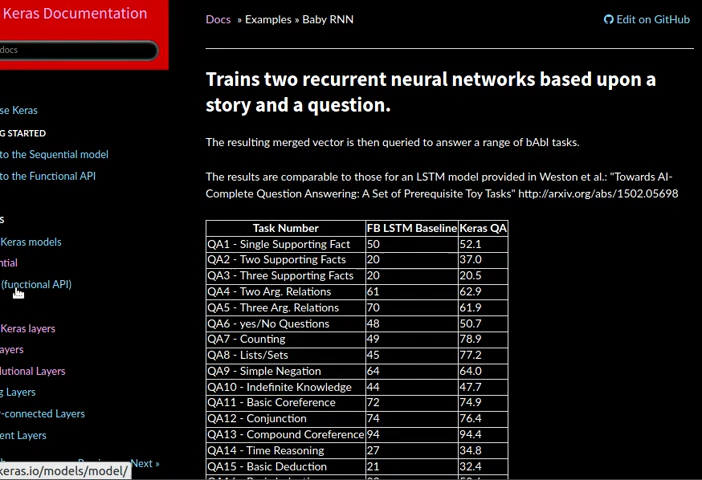 Keras Documentation
docs
se Keras
G STARTED
to the Sequential model
to the Functional API
S
Keras models
ntial
(functional API)
Keras layers
ayers
lutional Layers
g Layers
-connected Layers
ent Layers
Next »
keras.io/models/model/
Docs » Examples » Baby RNN
Edit on GitHub
Trains two recurrent neural networks based upon a
story and a question.
The resulting merged vector is then queried to answer a range of bAbI tasks.
The results are comparable to those for an LSTM model provided in Weston et al.: "Towards AI-
Complete Question Answering: A Set of Prerequisite Toy Tasks" http://arxiv.org/abs/1502.05698
Task Number FB LSTM Baseline Keras QA
QA1 - Single Supporting Fact 50 52.1
QA2 - Two Supporting Facts 20 37.0
QA3 - Three Supporting Facts 20 20.5
QA4 - Two Arg. Relations 61 62.9
QA5 - Three Arg. Relations 70 61.9
QA6 - yes/No Questions 48 50.7
QA7 - Counting 49 78.9
QA8 - Lists/Sets 45 77.2
QA9 - Simple Negation 64 64.0
QA10 - Indefinite Knowledge 44 47.7
QA11 - Basic Coreference 72 74.9
QA12 - Conjunction 74 76.4
QA13 - Compound Coreference 94 94.4
QA14 - Time Reasoning 27 34.8
QA15 - Basic Deduction 21 32.4